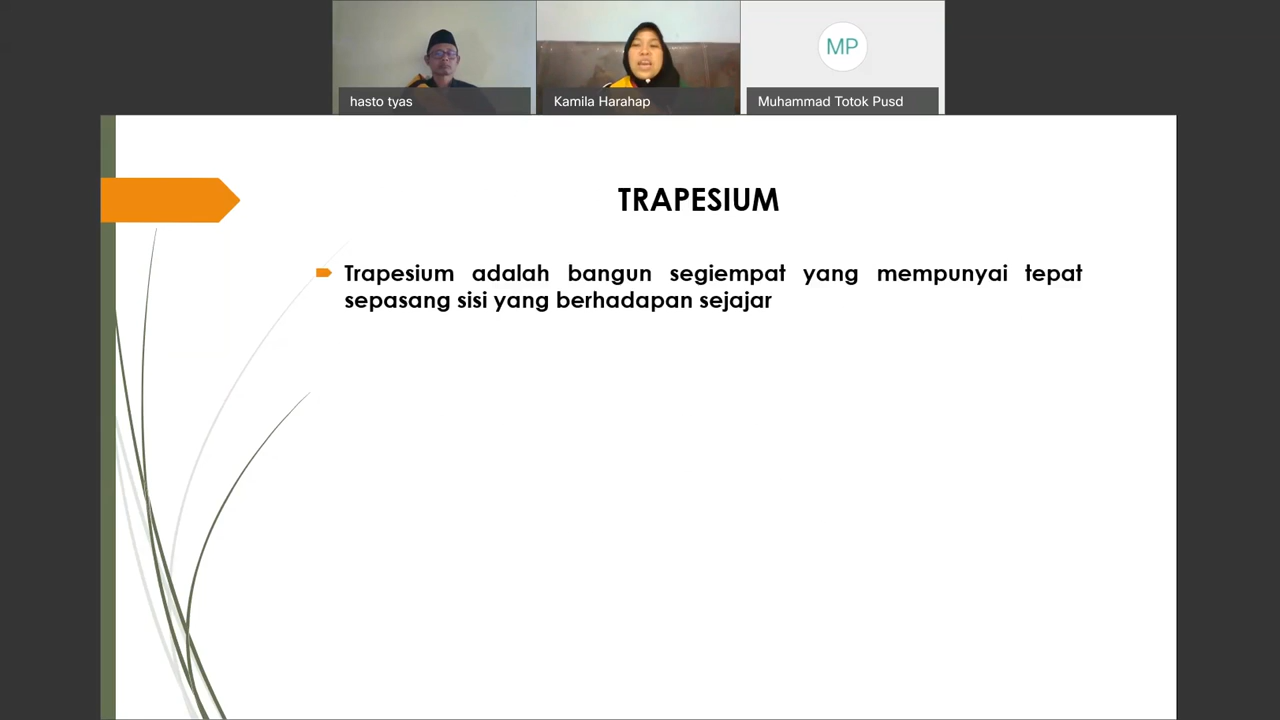 MP
hasto tyas
Kamila Harahap
Muhammad Totok Pusd
TRAPESIUM
Trapesium adalah bangun segiempat yang mempunyai tepat
sepasang sisi yang berhadapan sejajar